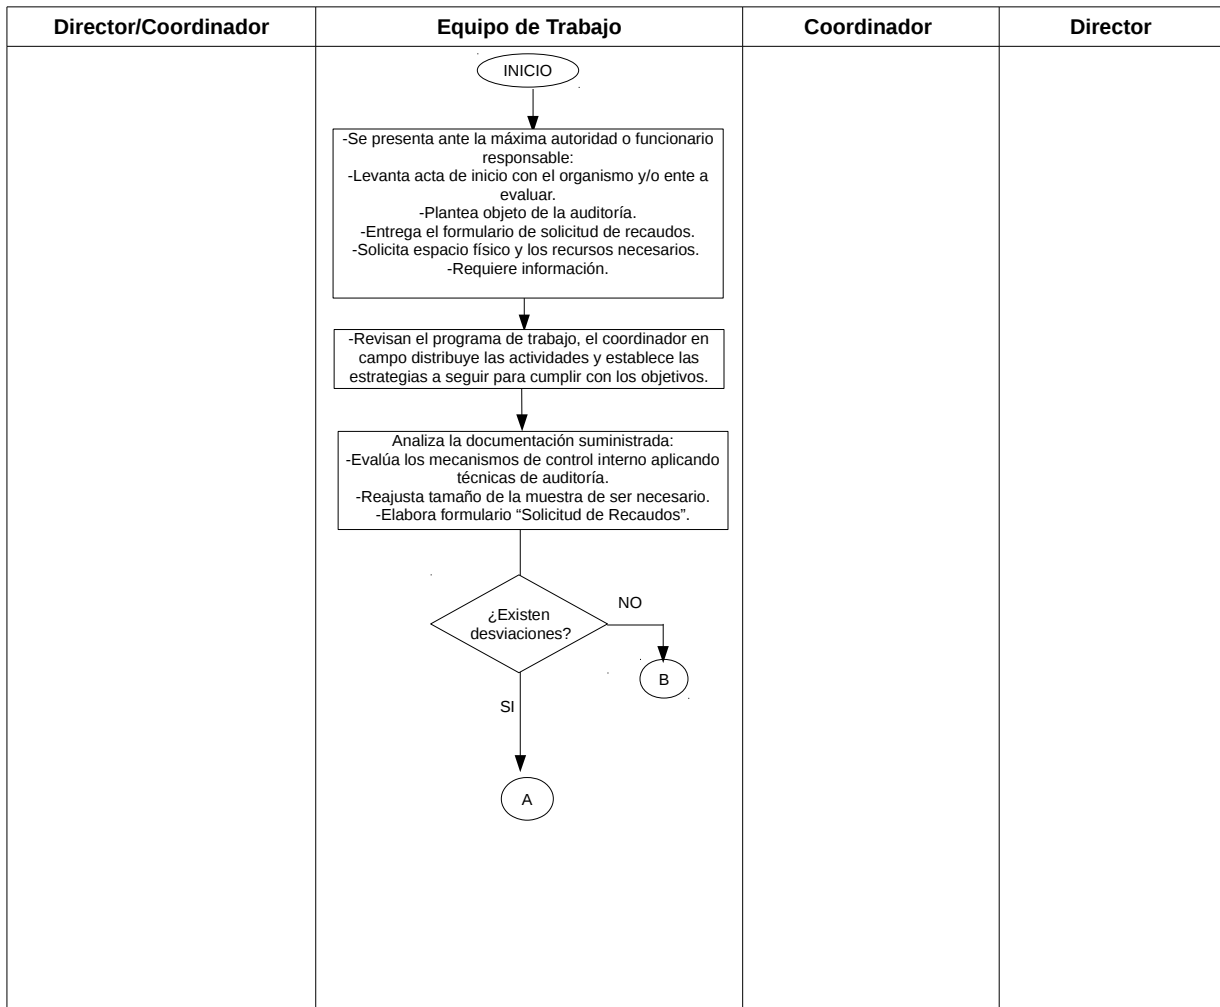 Director/Coordinador
Equipo de Trabajo
Coordinador
Director
INICIO
-Se presenta ante la máxima autoridad o funcionario
responsable:
-Levanta acta de inicio con el organismo y/o ente a
evaluar.
-Plantea objeto de la auditoría.
-Entrega el formulario de solicitud de recaudos.
-Solicita espacio físico y los recursos necesarios.
-Requiere información.
-Revisan el programa de trabajo, el coordinador en
campo distribuye las actividades y establece las
estrategias a seguir para cumplir con los objetivos.
Analiza la documentación suministrada:
-Evalúa los mecanismos de control interno aplicando
técnicas de auditoría.
-Reajusta tamaño de la muestra de ser necesario.
-Elabora formulario “Solicitud de Recaudos”.
¿Existen
desviaciones?
NO
B
SI
A